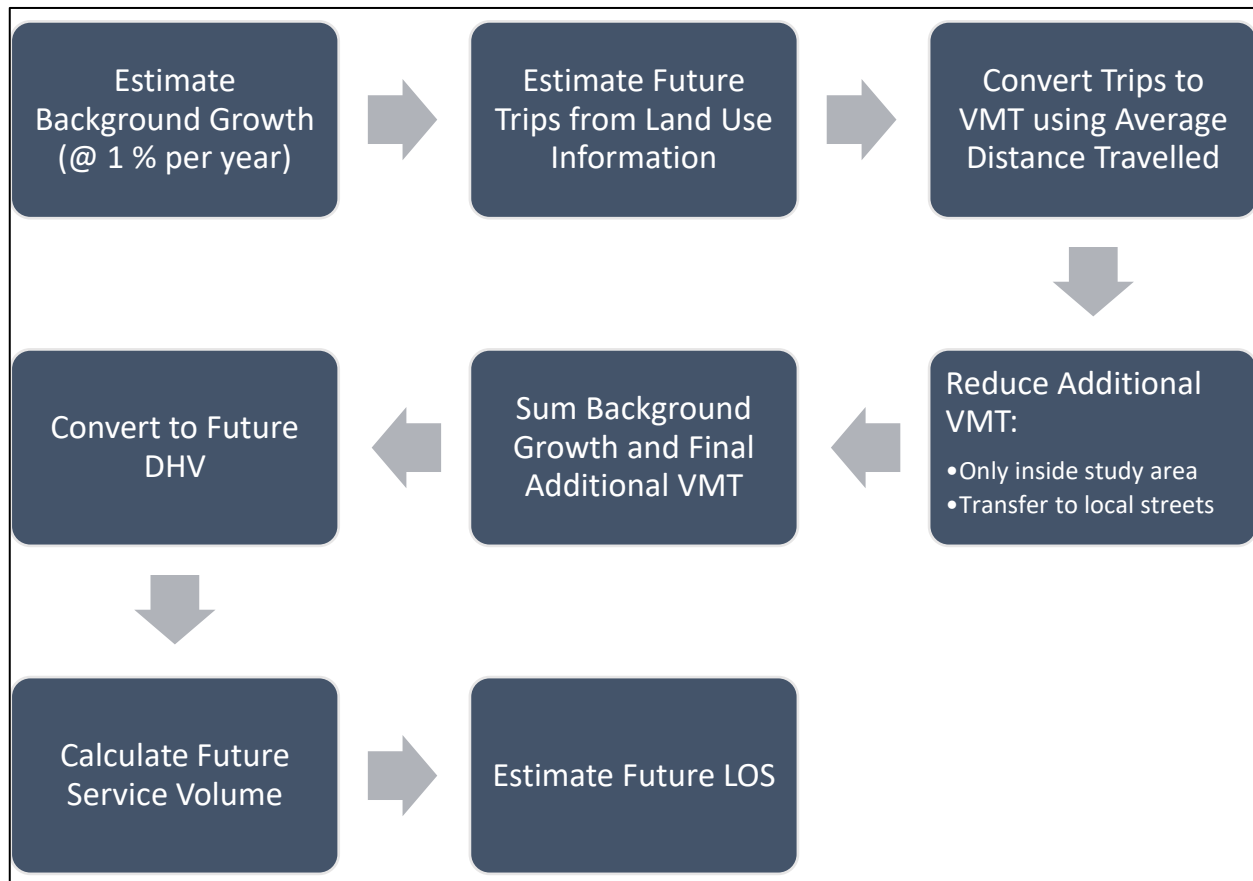 Estimate
Background Growth
(@ 1 % per year)
Estimate Future
Trips from Land Use
Information
Convert Trips to
VMT using Average
Distance Travelled
Reduce Additional
VMT:
•Only inside study area
•Transfer to local streets
Sum Background
Growth and Final
Additional VMT
Convert to Future
DHV
Calculate Future
Service Volume
Estimate Future LOS